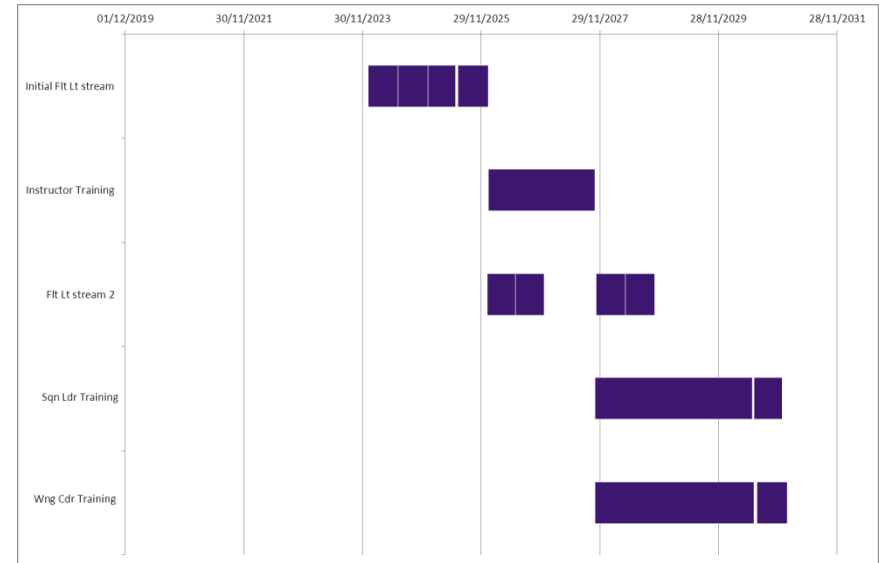 01/12/2019 30/11/2021 30/11/2023 29/11/2025 29/11/2027 28/11/2029 28/11/2031
Initial Flt Lt stream
Instructor Training
Flt Lt stream 2
Sqn Ldr Training
Wng Cdr Training